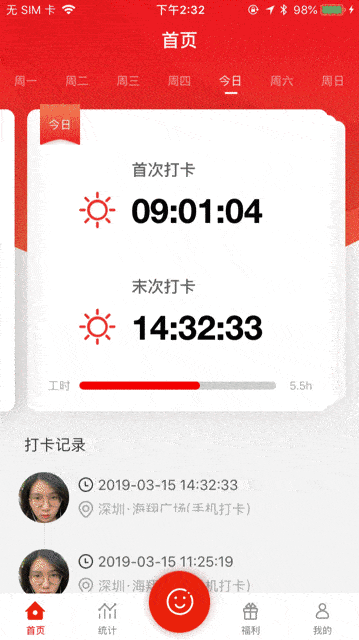 无 SIM 卡 下午2:32 98%
首页
周一 周二 周三 周四 今日 周六 周日
今日
首次打卡
09:01:04
末次打卡
14:32:33
工时 5.5h
打卡记录
2019-03-15 14:32:33
深圳·海翔广场(手机打卡)
2019-03-15 11:25:19
深圳·海翔广场(手机打卡)
首页 统计 福利 我的